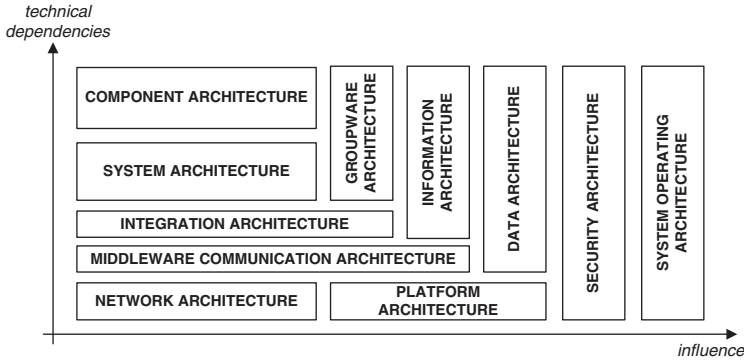 technical
dependencies
COMPONENT ARCHITECTURE
SYSTEM ARCHITECTURE
INTEGRATION ARCHITECTURE
MIDDLEWARE COMMUNICATION ARCHITECTURE
NETWORK ARCHITECTURE
PLATFORM
ARCHITECTURE
GROUPWARE
ARCHITECTURE
INFORMATION
ARCHITECTURE
DATA ARCHITECTURE
SECURITY ARCHITECTURE
SYSTEM OPERATING
ARCHITECTURE
influence